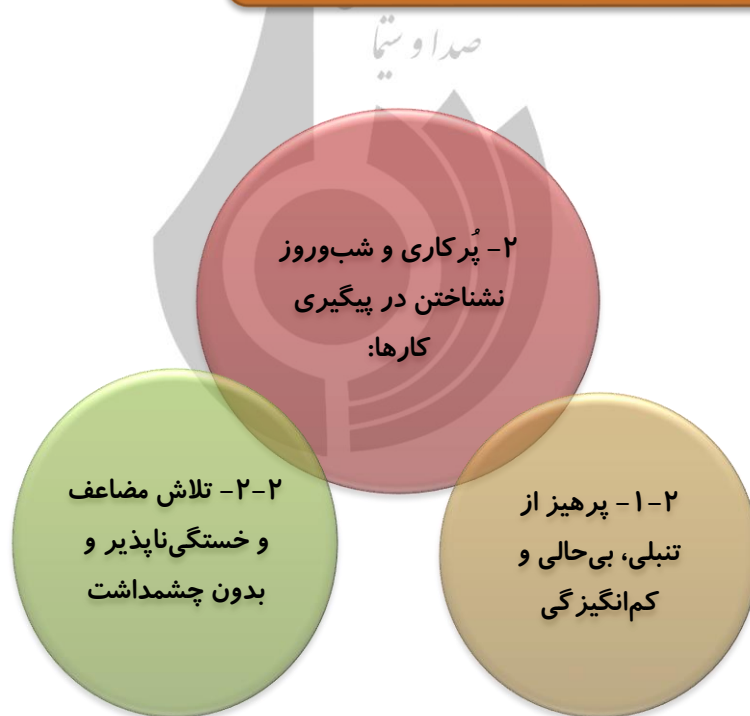 صدا و سیما
۲- پُرکاری و شب‌وروز
نشناختن در پیگیری
کارها:
۲-۱- پرهیز از
تنبلی، بی‌حالی و
کم‌انگیزگی
۲-۲- تلاش مضاعف
و خستگی‌ناپذیر و
بدون چشمداشت